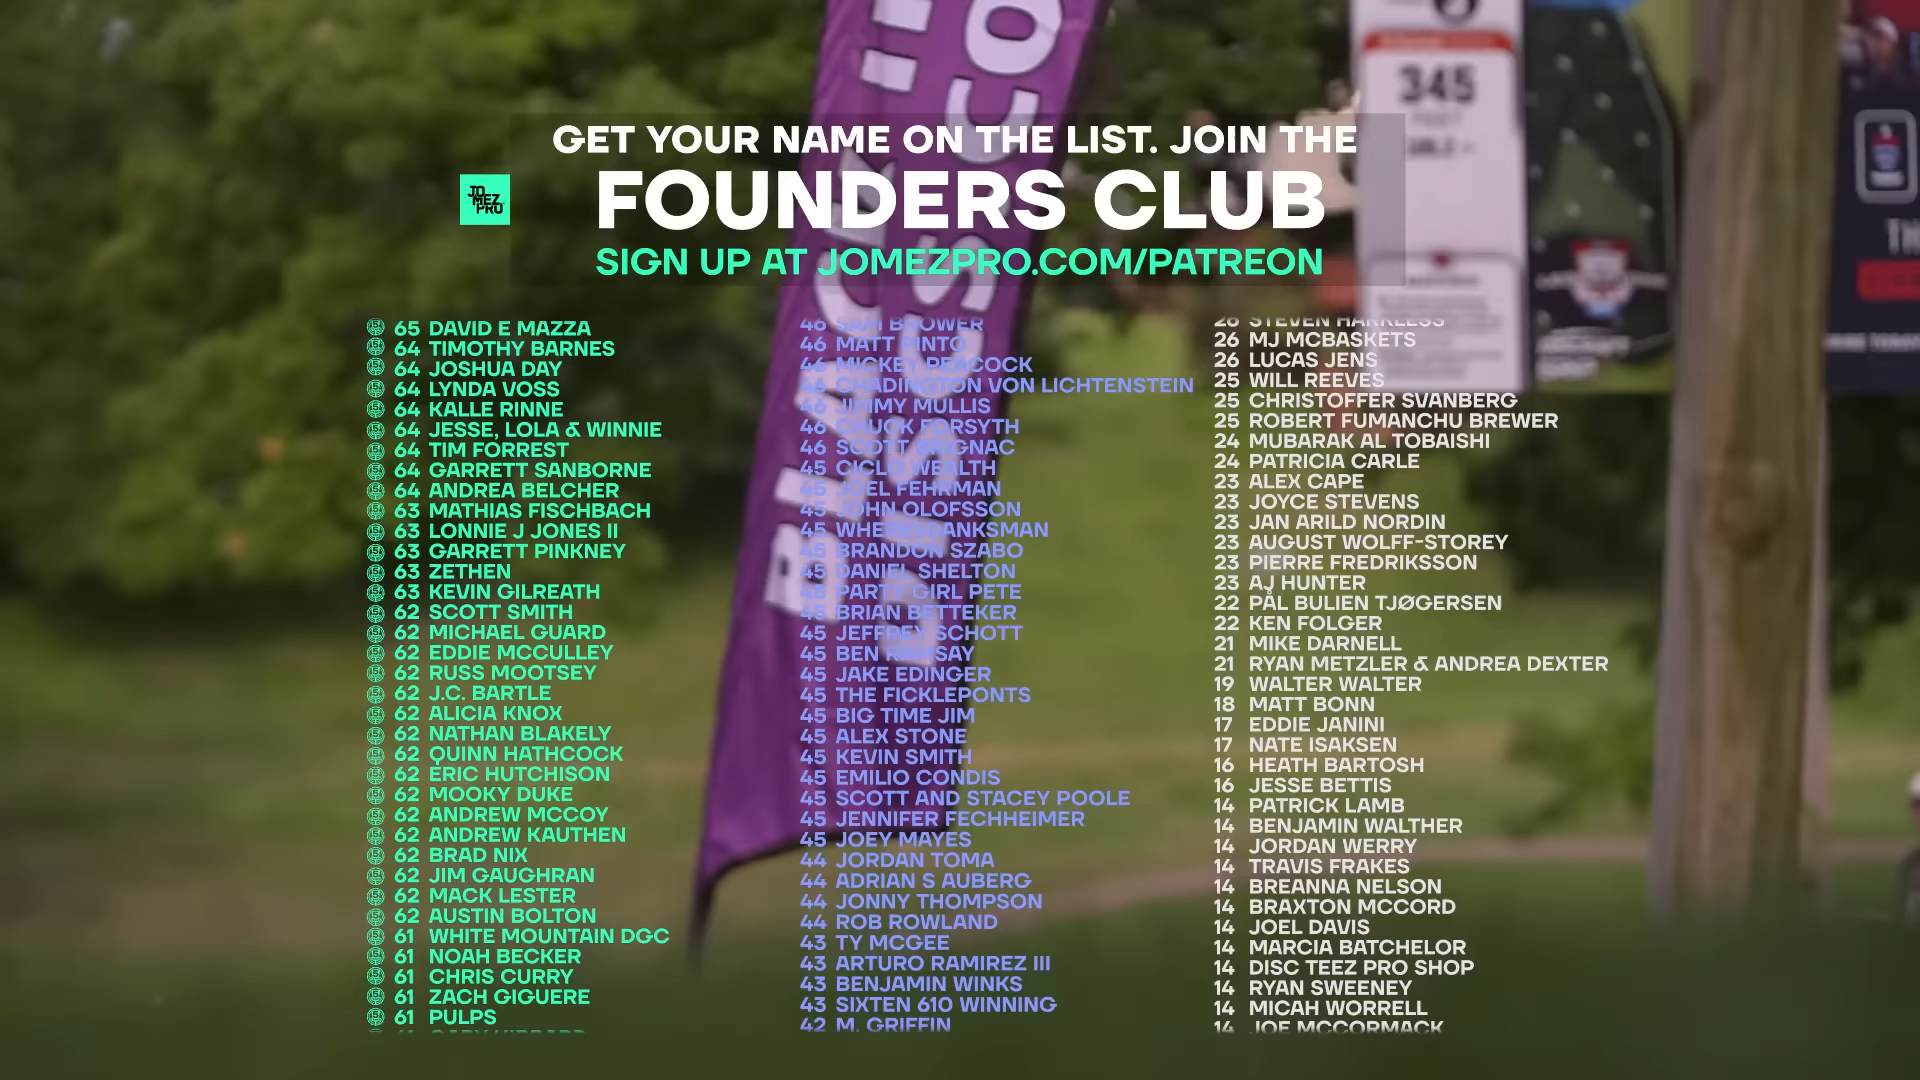 GET YOUR NAME ON THE LIST. JOIN THE
FOUNDERS CLUB
SIGN UP AT JOMEZPRO.COM/PATREON
JO
MEZ
PRO
65 DAVID E MAZZA
64 TIMOTHY BARNES
64 JOSHUA DAY
64 LYNDA VOSS
64 KALLE RINNE
64 JESSE, LOLA & WINNIE
64 TIM FORREST
64 GARRETT SANBORNE
64 ANDREA BELCHER
63 MATHIAS FISCHBACH
63 LONNIE J JONES II
63 GARRETT PINKNEY
63 ZETHEN
63 KEVIN GILREATH
62 SCOTT SMITH
62 MICHAEL GUARD
62 EDDIE MCCULLEY
62 RUSS MOOTSEY
62 J.C. BARTLE
62 ALICIA KNOX
62 NATHAN BLAKELY
62 QUINN HATHCOCK
62 ERIC HUTCHISON
62 MOOKY DUKE
62 ANDREW MCCOY
62 ANDREW KAUTHEN
62 BRAD NIX
62 JIM GAUGHRAN
62 MACK LESTER
62 AUSTIN BOLTON
61 WHITE MOUNTAIN DGC
61 NOAH BECKER
61 CHRIS CURRY
61 ZACH GIGUERE
61 PULPS
46 SAM BROWER
46 MATT PINTO
46 MICKEY PEACOCK
46 CHADINGTON VON LICHTENSTEIN
46 JIMMY MULLIS
46 CHUCK FORSYTH
46 SCOTT BRIGNAC
45 CICLO WEALTH
45 JOEL FEHRMAN
45 JOHN OLOFSSON
45 WHERESDANKSMAN
45 BRANDON SZABO
45 DANIEL SHELTON
45 PARTY GIRL PETE
45 BRIAN BETTEKER
45 JEFFREY SCHOTT
45 BEN RAMSAY
45 JAKE EDINGER
45 THE FICKLEPONTS
45 BIG TIME JIM
45 ALEX STONE
45 KEVIN SMITH
45 EMILIO CONDIS
45 SCOTT AND STACEY POOLE
45 JENNIFER FECHHEIMER
45 JOEY MAYES
44 JORDAN TOMA
44 ADRIAN S AUBERG
44 JONNY THOMPSON
44 ROB ROWLAND
43 TY MCGEE
43 ARTURO RAMIREZ III
43 BENJAMIN WINKS
43 SIXTEN 610 WINNING
42 M. GRIFFIN
26 STEVEN HARKLESS
26 MJ MCBASKETS
26 LUCAS JENS
25 WILL REEVES
25 CHRISTOFFER SVANBERG
25 ROBERT FUMANCHU BREWER
24 MUBARAK AL TOBAISHI
24 PATRICIA CARLE
23 ALEX CAPE
23 JOYCE STEVENS
23 JAN ARILD NORDIN
23 AUGUST WOLFF-STOREY
23 PIERRE FREDRIKSSON
23 AJ HUNTER
22 PÅL BULIEN TJØGERSEN
22 KEN FOLGER
21 MIKE DARNELL
21 RYAN METZLER & ANDREA DEXTER
19 WALTER WALTER
18 MATT BONN
17 EDDIE JANINI
17 NATE ISAKSEN
16 HEATH BARTOSH
16 JESSE BETTIS
14 PATRICK LAMB
14 BENJAMIN WALTHER
14 JORDAN WERRY
14 TRAVIS FRAKES
14 BREANNA NELSON
14 BRAXTON MCCORD
14 JOEL DAVIS
14 MARCIA BATCHELOR
14 DISC TEEZ PRO SHOP
14 RYAN SWEENEY
14 MICAH WORRELL
14 JOE MCCORMACK
345